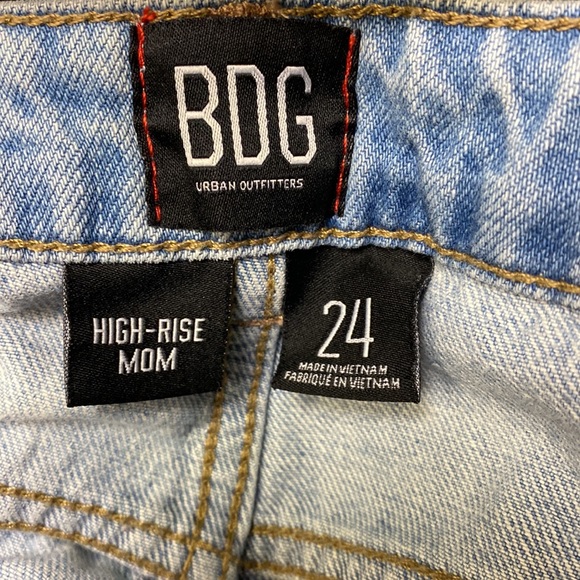 BDG
URBAN OUTFITTERS
HIGH-RISE
MOM
24
MADE IN VIETNAM
FABRIQUÉ EN VIETNAM